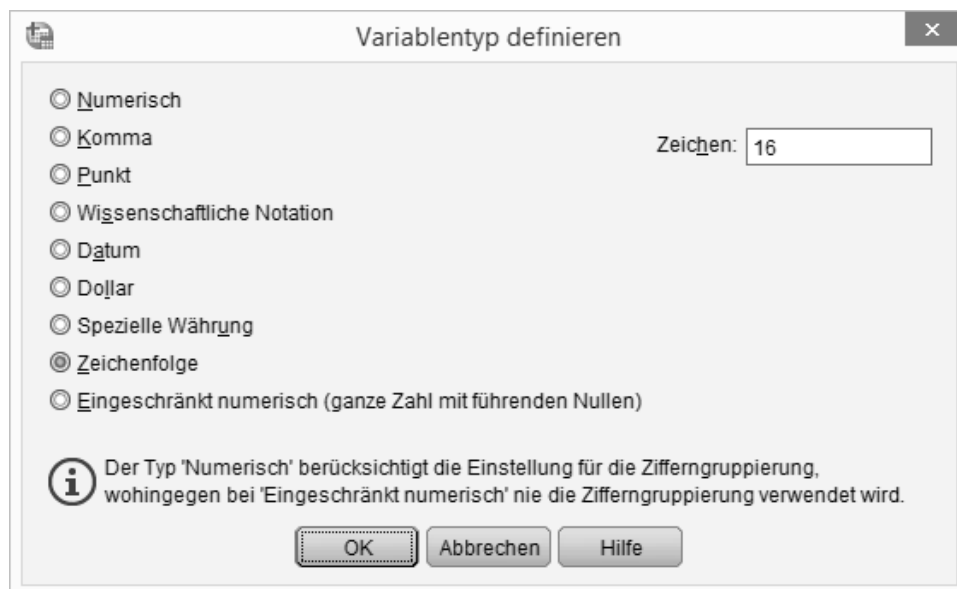 Variablentyp definieren
Numerisch
Komma
Zeichen: 16
Punkt
Wissenschaftliche Notation
Datum
Dollar
Spezielle Währung
Zeichenfolge
Eingeschränkt numerisch (ganze Zahl mit führenden Nullen)
Der Typ 'Numerisch' berücksichtigt die Einstellung für die Zifferngruppierung,
wohingegen bei 'Eingeschränkt numerisch' nie die Zifferngruppierung verwendet wird.
OK Abbrechen Hilfe